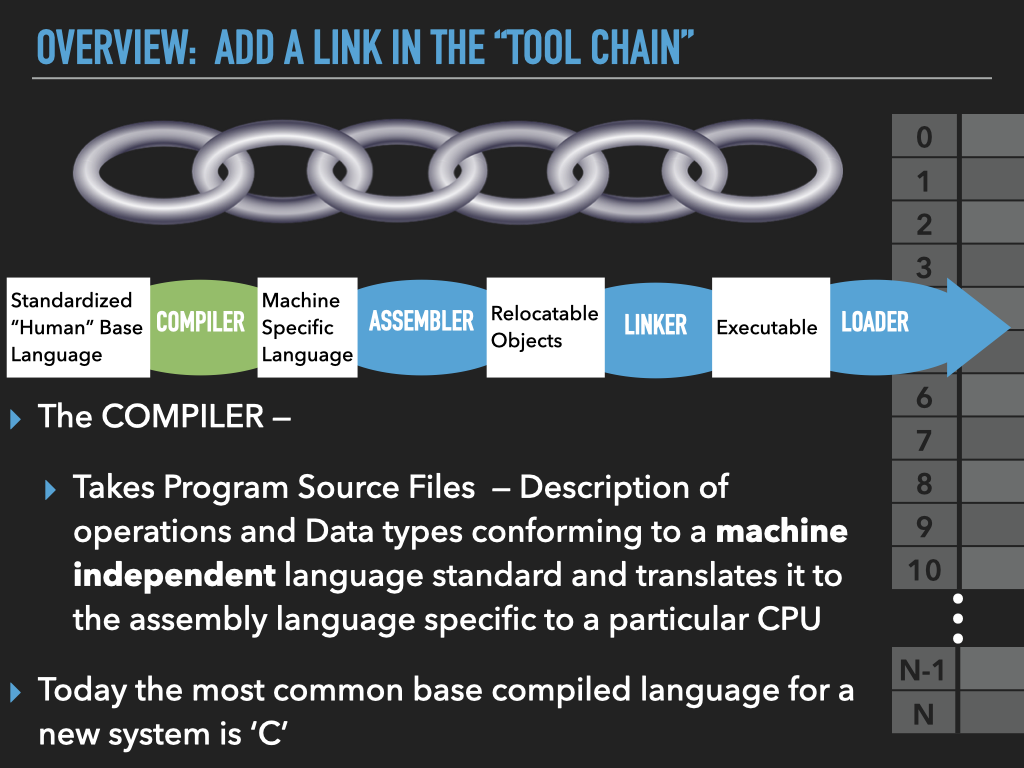 OVERVIEW: ADD A LINK IN THE “TOOL CHAIN”
0
1
2
3
Standardized
“Human” Base
Language
COMPILER
Machine
Specific
Language
ASSEMBLER
Relocatable
Objects
LINKER
Executable
LOADER
6
7
8
9
10
N-1
N
The COMPILER —
Takes Program Source Files — Description of
operations and Data types conforming to a machine
independent language standard and translates it to
the assembly language specific to a particular CPU
Today the most common base compiled language for a
new system is ‘C’